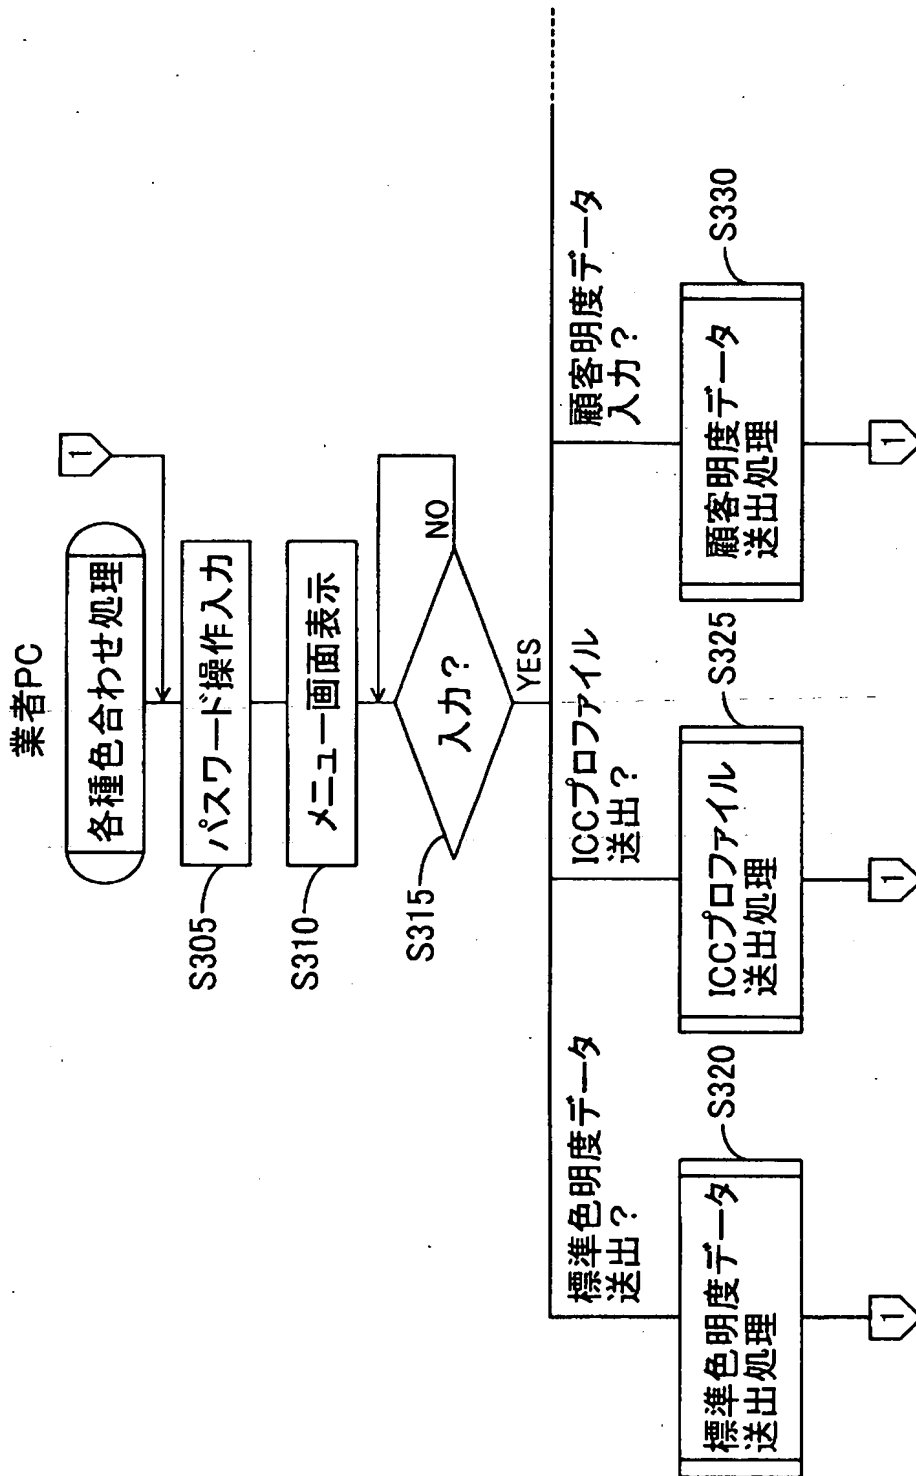 業者PC
各種色合わせ処理
1
パスワード操作入力
S305
メニュー画面表示
S310
入力?
S315
NO
YES
標準色明度データ
送出?
ICCプロファイル
送出?
顧客明度データ
入力?
標準色明度データ
送出処理
S320
ICCプロファイル
送出処理
S325
顧客明度データ
送出処理
S330
1
1
1